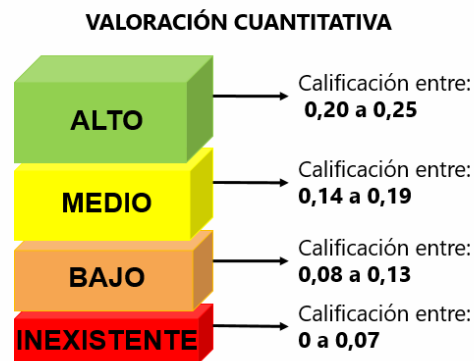 VALORACIÓN CUANTITATIVA
ALTO
Calificación entre:
0,20 a 0,25
MEDIO
Calificación entre:
0,14 a 0,19
BAJO
Calificación entre:
0,08 a 0,13
INEXISTENTE
Calificación entre:
0 a 0,07